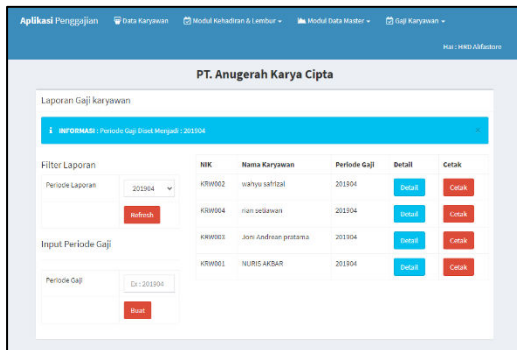 Aplikasi Penggajian Data Karyawan Modul Kehadiran & Lembur Modul Data Master Gaji Karyawan
Hai : HRD Alifastore
PT. Anugerah Karya Cipta
Laporan Gaji karyawan
i INFORMASI : Periode Gaji Diset Menjadi : 201904 ×
Filter Laporan
Periode Laporan 201904
Refresh
Input Periode Gaji
Periode Gaji Ex : 201904
Buat
NIK Nama Karyawan Periode Gaji Detail Cetak
KRW002 wahyu safrizal 201904 Detail Cetak
KRW004 rian setiawan 201904 Detail Cetak
KRW003 Joni Andrean pratama 201904 Detail Cetak
KRW001 NURIS AKBAR 201904 Detail Cetak